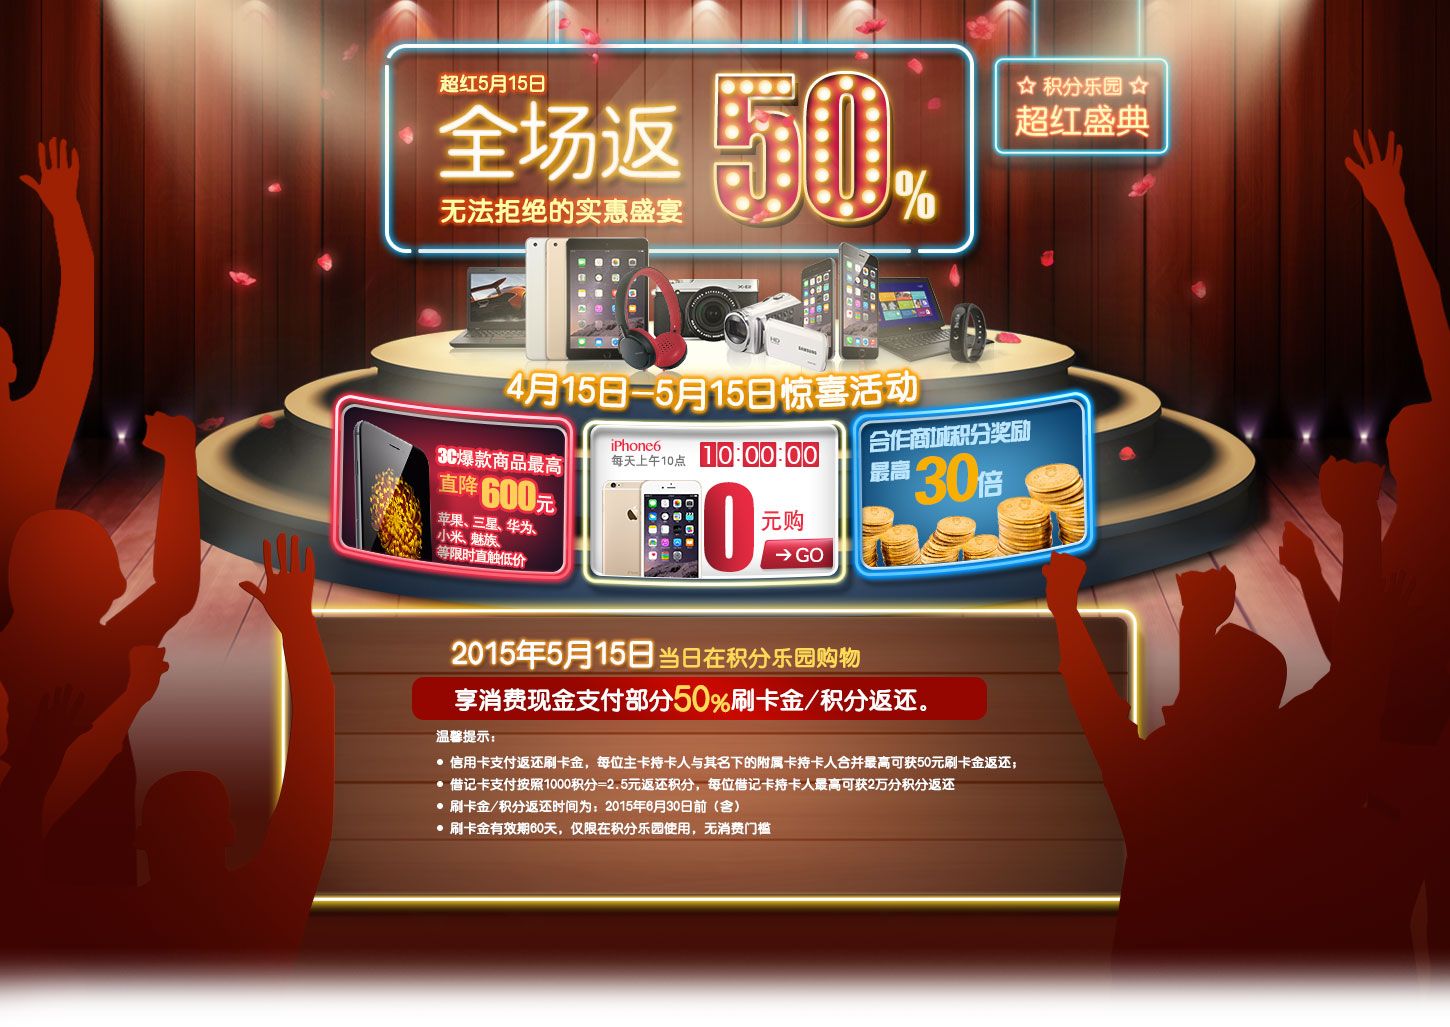 超红5月15日
全场返
50%
无法拒绝的实惠盛宴
☆ 积分乐园 ☆
超红盛典
4月15日-5月15日惊喜活动
3C爆款商品最高
直降600元
苹果、三星、华为、
小米、魅族、
等限时直触低价
iPhone6
每天上午10点
10:00:00
0元购
→GO
合作商城积分奖励
最高30倍
SAMSUNG
HD
2015年5月15日当日在积分乐园购物
享消费现金支付部分50%刷卡金/积分返还。
温馨提示：
● 信用卡支付返还刷卡金，每位主卡持卡人与其名下的附属卡持卡人合并最高可获50元刷卡金返还；
● 借记卡支付按照1000积分=2.5元返还积分，每位借记卡持卡人最高可获2万分积分返还
● 刷卡金/积分返还时间为：2015年6月30日前（含）
● 刷卡金有效期60天，仅限在积分乐园使用，无消费门槛